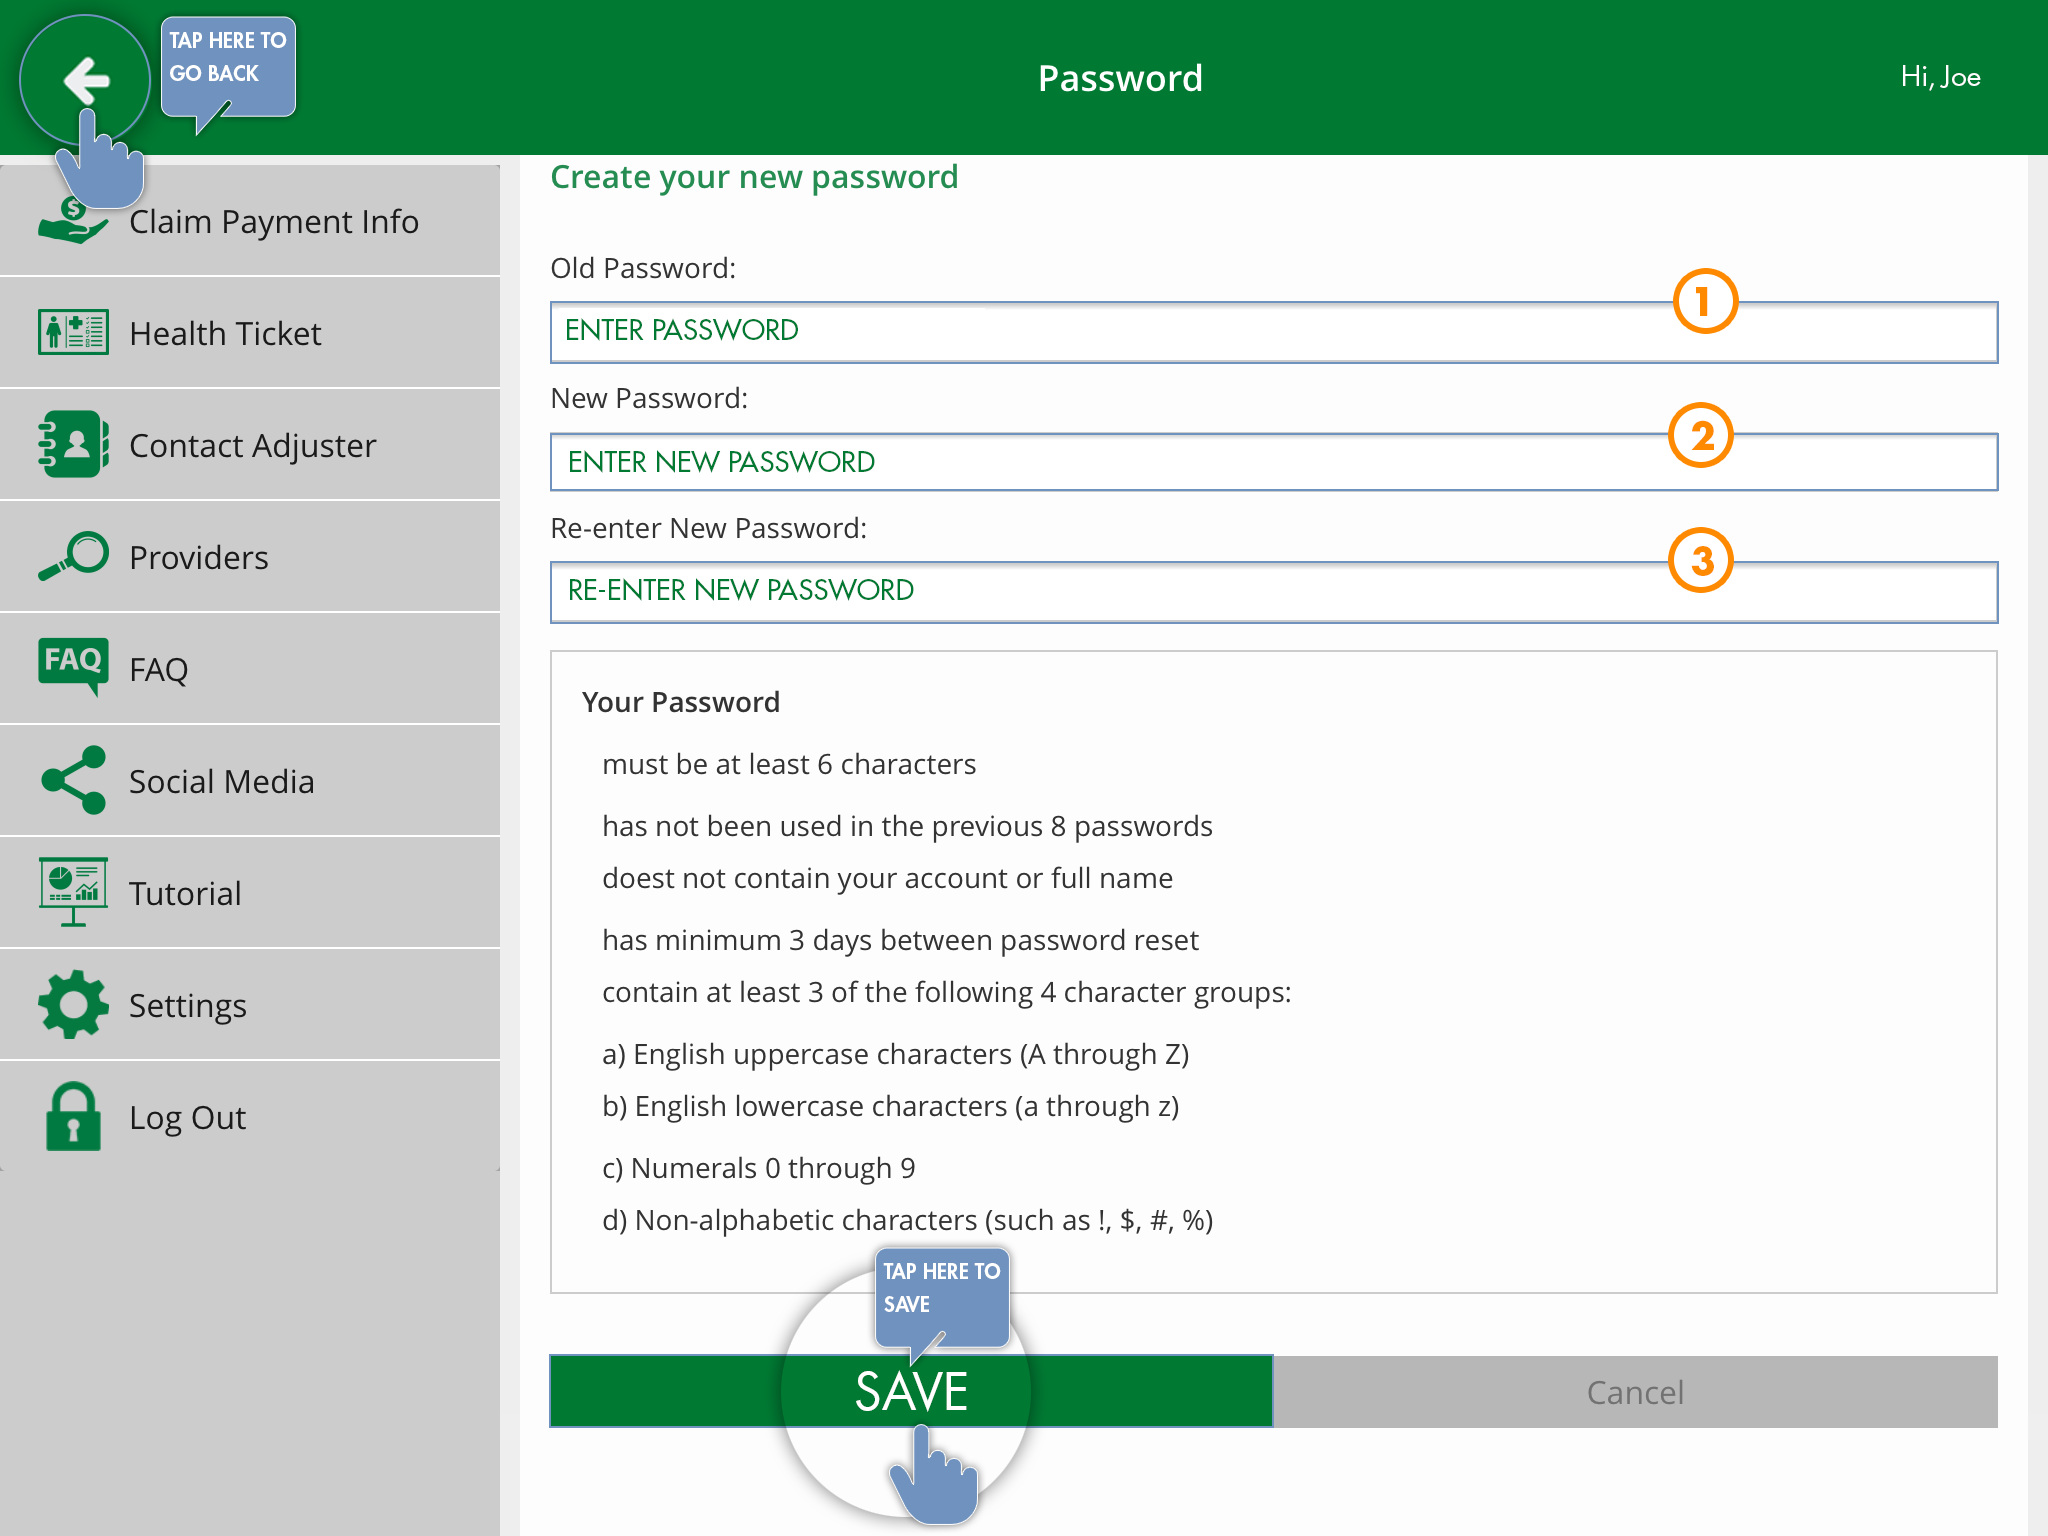 TAP HERE TO
GO BACK
Password
Hi, Joe
Claim Payment Info
Health Ticket
Contact Adjuster
Providers
FAQ
FAQ
Social Media
Tutorial
Settings
Log Out
Create your new password
Old Password:
1
ENTER PASSWORD
New Password:
2
ENTER NEW PASSWORD
Re-enter New Password:
3
RE-ENTER NEW PASSWORD
Your Password
must be at least 6 characters
has not been used in the previous 8 passwords
doest not contain your account or full name
has minimum 3 days between password reset
contain at least 3 of the following 4 character groups:
a) English uppercase characters (A through Z)
b) English lowercase characters (a through z)
c) Numerals 0 through 9
d) Non-alphabetic characters (such as !, $, #, %)
TAP HERE TO
SAVE
SAVE
Cancel